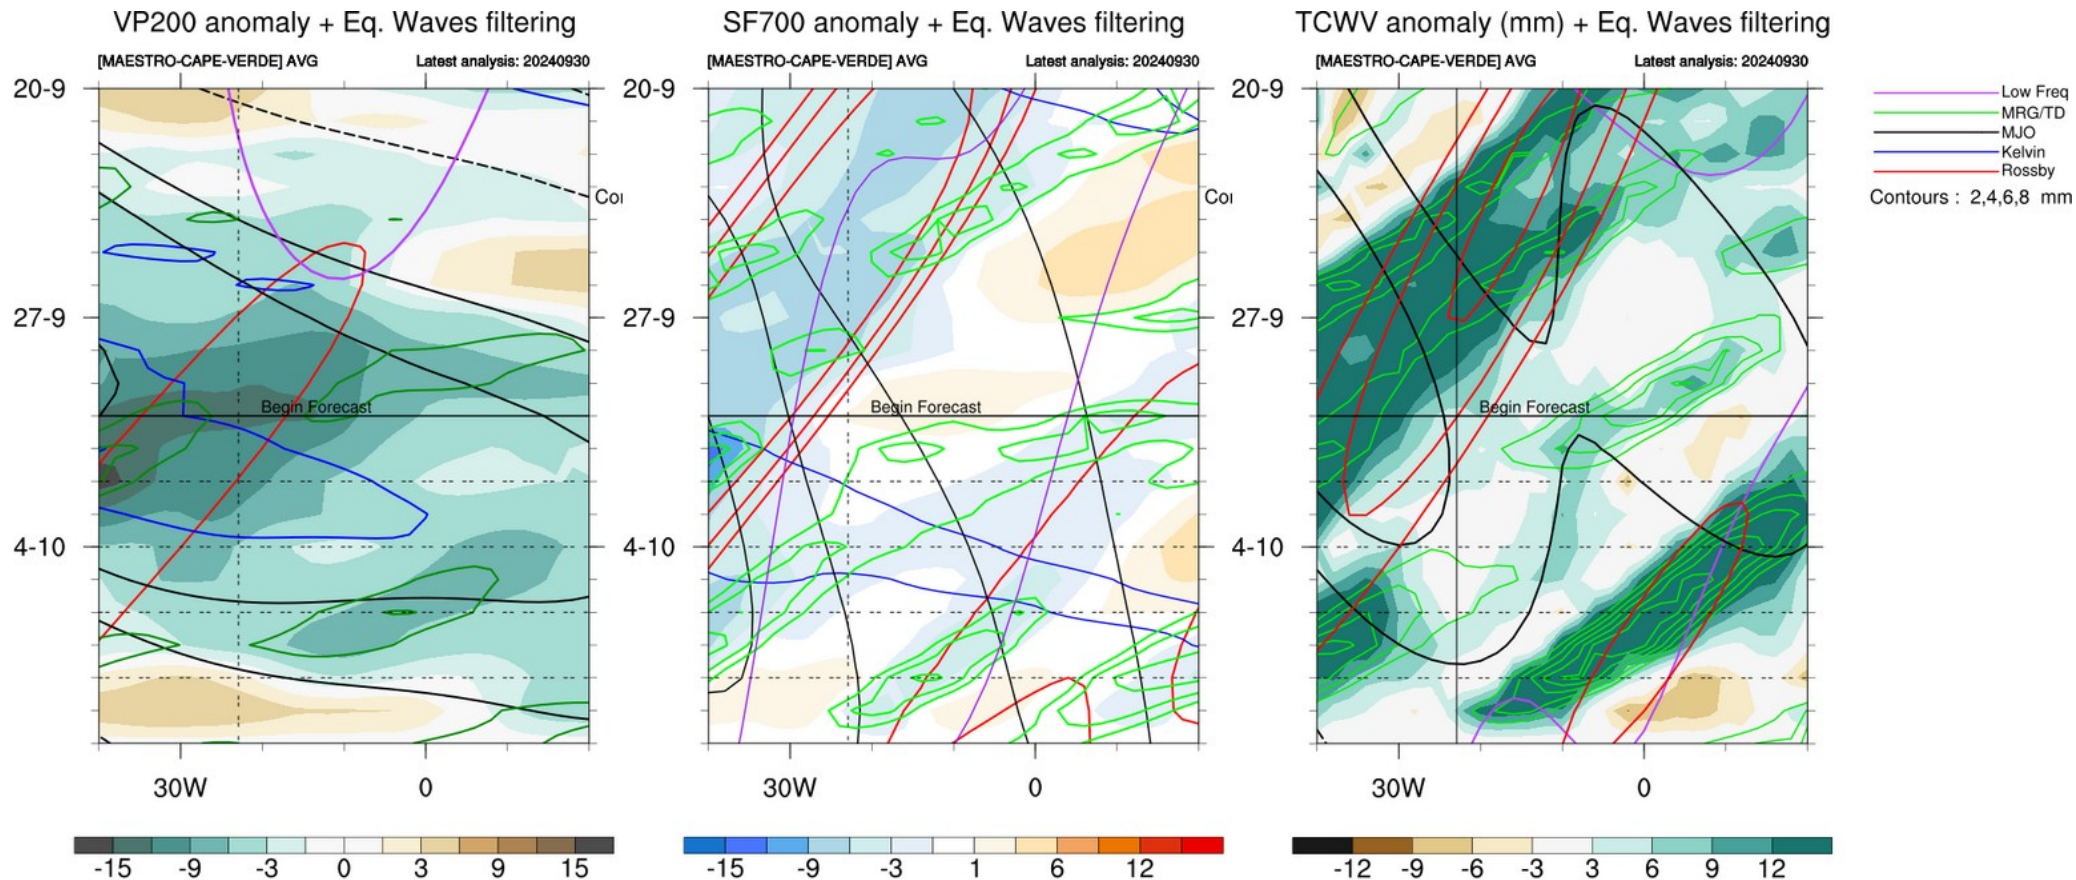 VP200 anomaly + Eq. Waves filtering
[MAESTRO-CAPE-VERDE] AVG
Latest analysis: 20240930
20-9
27-9
4-10
Begin Forecast
Coı
30W
0
-15 -9 -3 0 3 9 15
SF700 anomaly + Eq. Waves filtering
[MAESTRO-CAPE-VERDE] AVG
Latest analysis: 20240930
20-9
27-9
4-10
Begin Forecast
Coı
30W
0
-15 -9 -3 1 6 12
TCWV anomaly (mm) + Eq. Waves filtering
[MAESTRO-CAPE-VERDE] AVG
Latest analysis: 20240930
20-9
27-9
4-10
Begin Forecast
30W
0
-12 -9 -6 -3 3 6 9 12
Low Freq
MRG/TD
MJO
Kelvin
Rossby
Contours : 2,4,6,8 mm